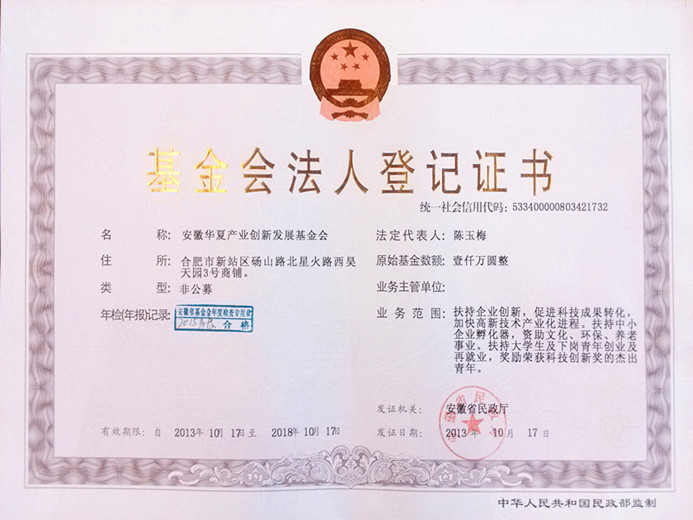 基金会法人登记证书
统一社会信用代码：533400000803421732
名 称：安徽华夏产业创新发展基金会
法定代表人：陈玉梅
住 所：合肥市新站区砀山路北星火路西昊
天园3号商铺。
原始基金数额：壹仟万圆整
类 型：非公募
业务主管单位：
年检(年报)记录：
安徽省基金会年度检查专用章
2015年度 合格
业务范围：扶持企业创新，促进科技成果转化，
加快高新技术产业化进程。扶持中小
企业孵化器，资助文化、环保、养老
事业。扶持大学生及下岗青年创业及
再就业，奖励荣获科技创新奖的杰出
青年。
发证机关：安徽省民政厅
有效期限：自 2013年 10月17日至 2018年10月17日
发证日期：2013年 10月 17日
中华人民共和国民政部监制